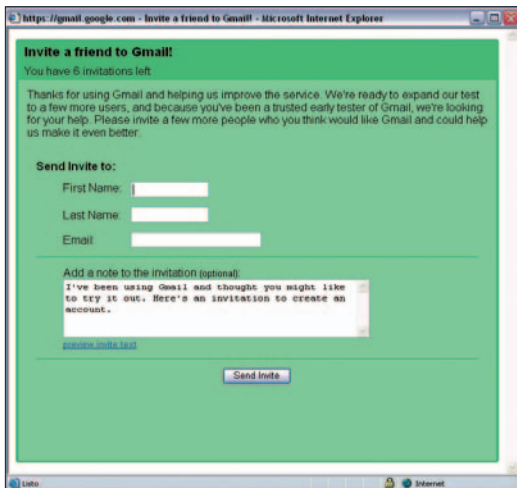 https://gmail.google.com - Invite a friend to Gmail! - Microsoft Internet Explorer
Invite a friend to Gmail!
You have 6 invitations left
Thanks for using Gmail and helping us improve the service. We're ready to expand our test
to a few more users, and because you've been a trusted early tester of Gmail, we're looking
for your help. Please invite a few more people who you think would like Gmail and could help
us make it even better.
Send Invite to:
First Name:
Last Name:
Email:
Add a note to the invitation (optional):
I've been using Gmail and thought you might like
to try it out. Here's an invitation to create an
account.
preview invite text
Send Invite
Listo Internet